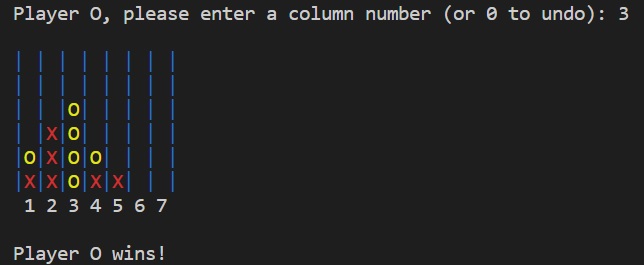 Player O, please enter a column number (or 0 to undo): 3
| | | | | | | |
| | | | | | | |
| | |O| | | | |
| |X|O| | | | |
|O|X|O|O| | | |
|X|X|O|X|X| | |
1 2 3 4 5 6 7
Player O wins!